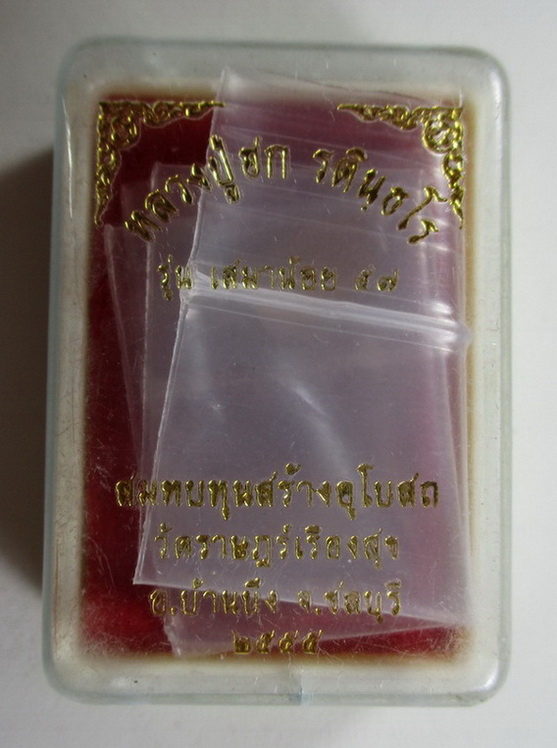 หลวงปู่ฮก รตินฺธโร
รุ่น เสมาน้อย ๕๗
สมทบทุนสร้างอุโบสถ
วัดราษฎร์เรืองสุข
อ.บ้านบึง จ.ชลบุรี
๒๕๕๕